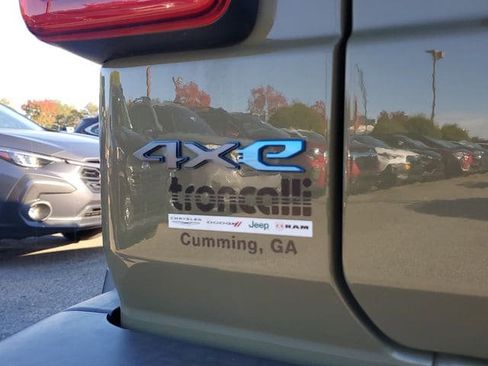 4xe
troncalli
CHRYSLER DODGE Jeep RAM
Cumming, GA